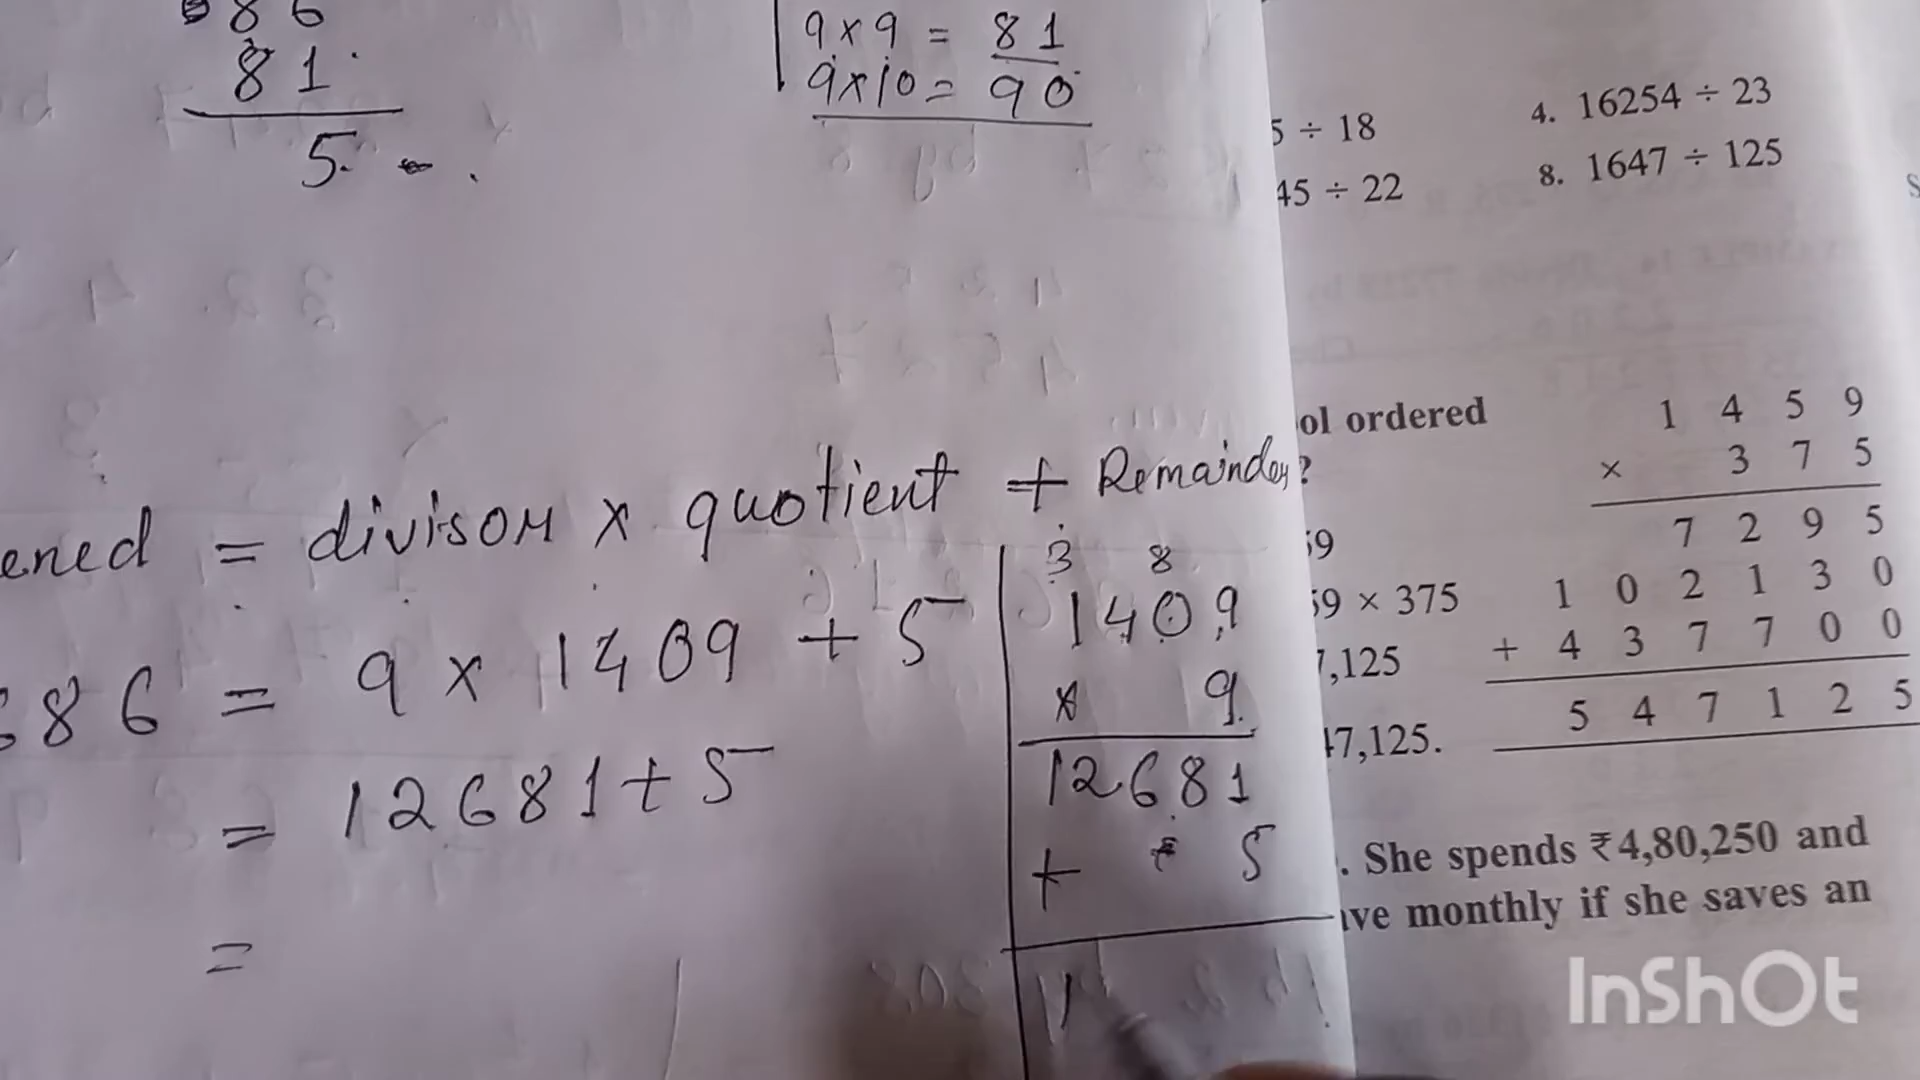 86
81
5
9 x 9 = 81
9x10 = 90
5 ÷ 18
4. 16254 ÷ 23
45 ÷ 22
8. 1647 ÷ 125
ol ordered
?
59
59 × 375
7,125
47,125.
1 4 5 9
× 3 7 5
7 2 9 5
1 0 2 1 3 0
+ 4 3 7 7 0 0
5 4 7 1 2 5
ened = divisor x quotient + Remainder
686 = 9 x 1409 + 5
= 12681 + 5
=
3 8
1409
x 9
12681
+ 5
1
. She spends ₹4,80,250 and
ave monthly if she saves an
InShOt